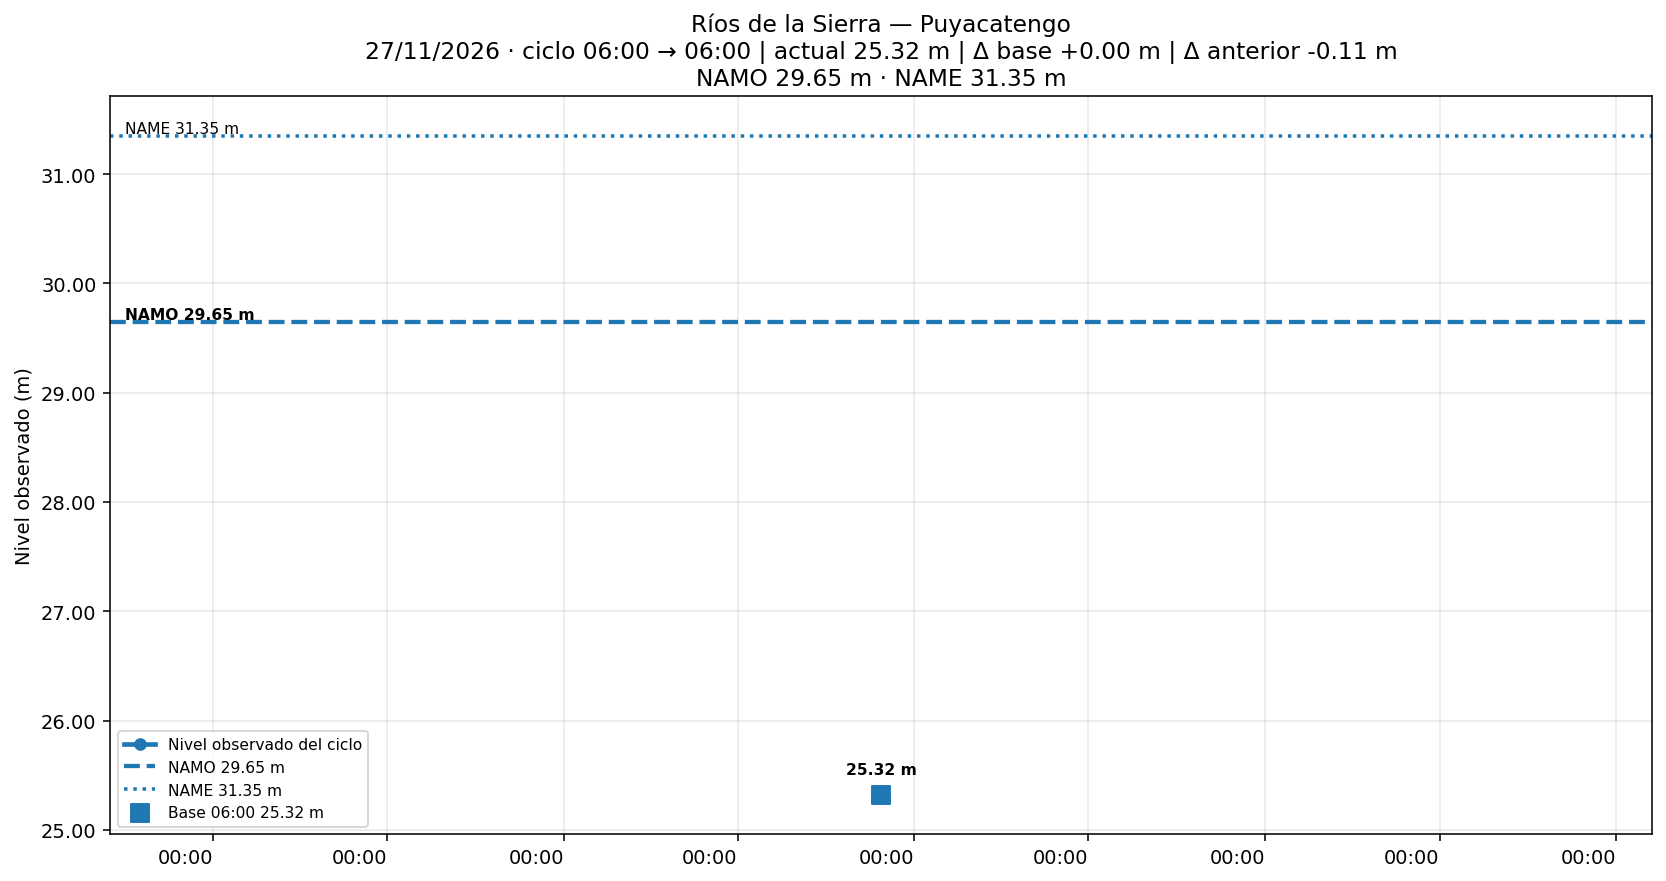 Ríos de la Sierra — Puyacatengo
27/11/2026 · ciclo 06:00 → 06:00 | actual 25.32 m | Δ base +0.00 m | Δ anterior -0.11 m
NAMO 29.65 m · NAME 31.35 m
NAME 31.35 m
31.00
30.00
NAMO 29.65 m
29.00
Nivel observado (m)
28.00
27.00
26.00
25.00
25.32 m
Nivel observado del ciclo
NAMO 29.65 m
NAME 31.35 m
Base 06:00 25.32 m
00:00 00:00 00:00 00:00 00:00 00:00 00:00 00:00 00:00